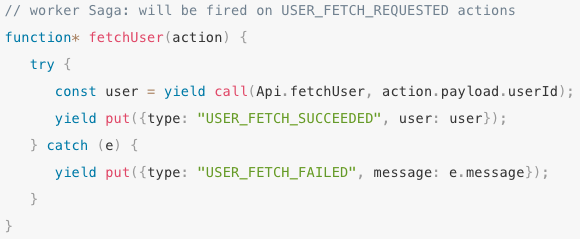 // worker Saga: will be fired on USER_FETCH_REQUESTED actions
function* fetchUser(action) {
   try {
      const user = yield call(Api.fetchUser, action.payload.userId);
      yield put({type: "USER_FETCH_SUCCEEDED", user: user});
   } catch (e) {
      yield put({type: "USER_FETCH_FAILED", message: e.message});
   }
}